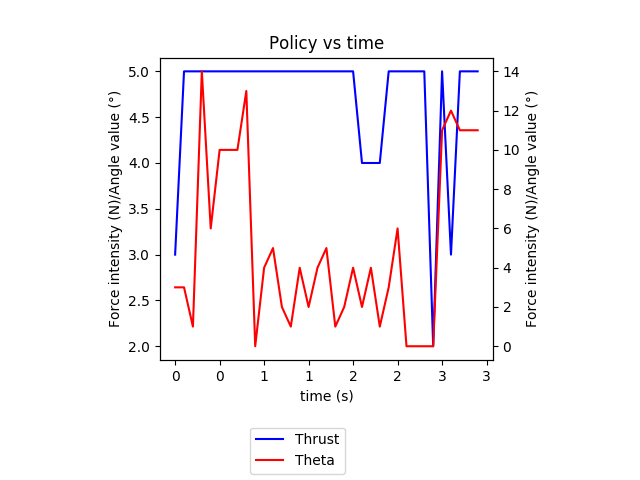 Policy vs time
Force intensity (N)/Angle value (°)
5.0
4.5
4.0
3.5
3.0
2.5
2.0
14
12
10
8
6
4
2
0
Force intensity (N)/Angle value (°)
0 0 1 1 2 2 3 3
time (s)
Thrust
Theta